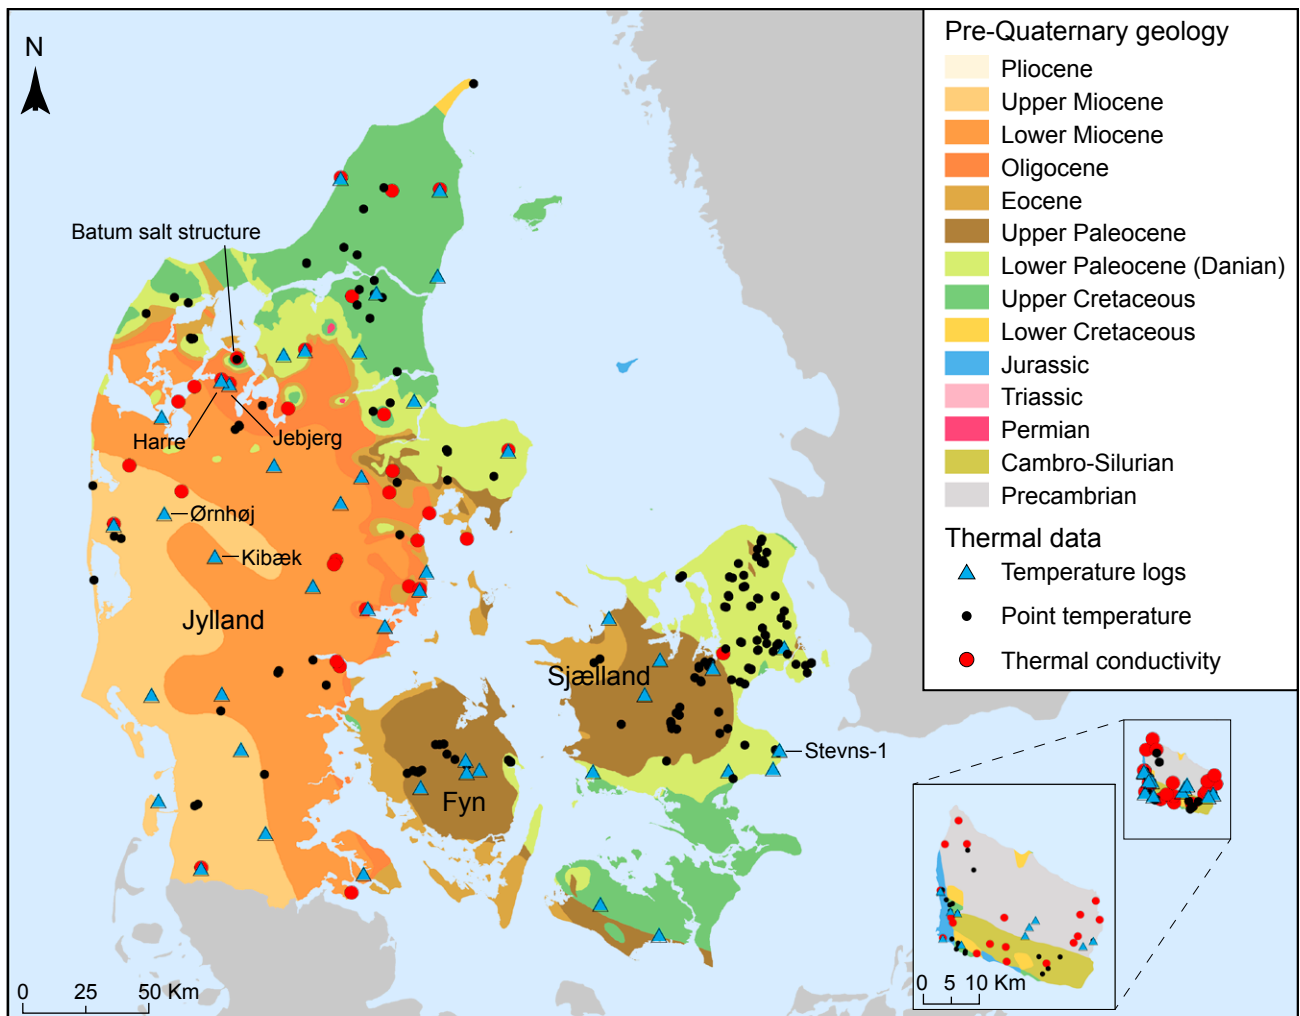 N
Batum salt structure
Harre
Jebjerg
Ørnhøj
Kibæk
Jylland
Sjælland
Stevns-1
Fyn
0 25 50 Km
0 5 10 Km
Pre-Quaternary geology
Pliocene
Upper Miocene
Lower Miocene
Oligocene
Eocene
Upper Paleocene
Lower Paleocene (Danian)
Upper Cretaceous
Lower Cretaceous
Jurassic
Triassic
Permian
Cambro-Silurian
Precambrian
Thermal data
Temperature logs
Point temperature
Thermal conductivity